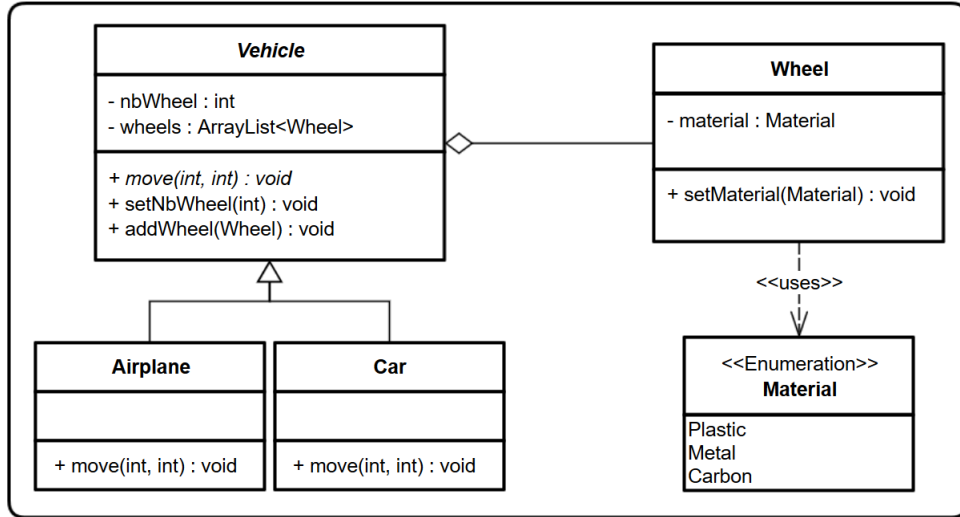 Vehicle
- nbWheel : int
- wheels : ArrayList<Wheel>
+ move(int, int) : void
+ setNbWheel(int) : void
+ addWheel(Wheel) : void
Wheel
- material : Material
+ setMaterial(Material) : void
<<uses>>
Airplane
+ move(int, int) : void
Car
+ move(int, int) : void
<<Enumeration>>
Material
Plastic
Metal
Carbon